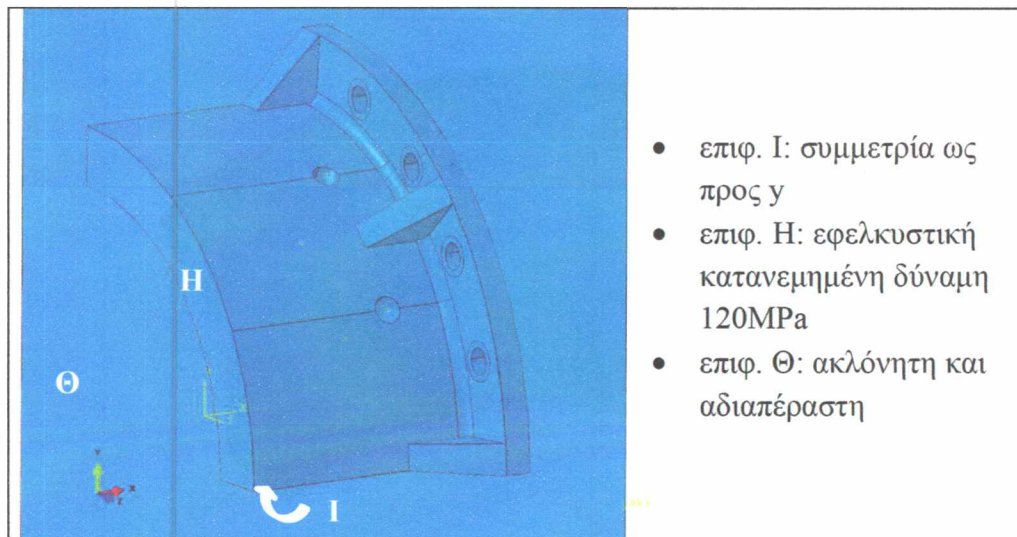 Η
Θ
Ι
Y
X
Z
• επιφ. Ι: συμμετρία ως
προς y
• επιφ. Η: εφελκυστική
κατανεμημένη δύναμη
120MPa
• επιφ. Θ: ακλόνητη και
αδιαπέραστη